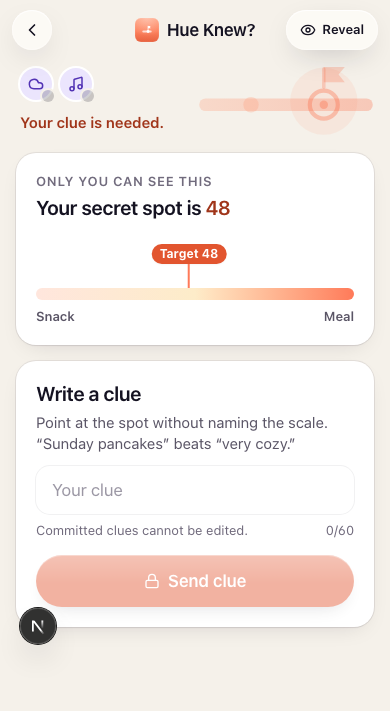 Hue Knew?
Reveal
Your clue is needed.
ONLY YOU CAN SEE THIS
Your secret spot is 48
Target 48
Snack
Meal
Write a clue
Point at the spot without naming the scale.
“Sunday pancakes” beats “very cozy.”
Your clue
Committed clues cannot be edited.
0/60
Send clue
N